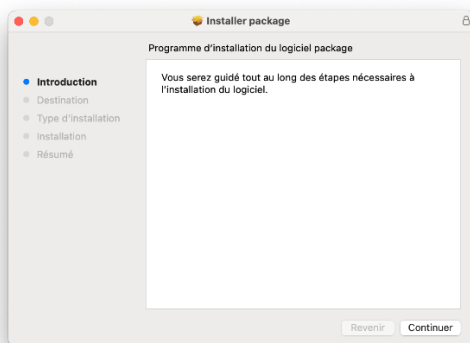 Installer package
Programme d'installation du logiciel package
Introduction
Destination
Type d'installation
Installation
Résumé
Vous serez guidé tout au long des étapes nécessaires à
l'installation du logiciel.
Revenir
Continuer